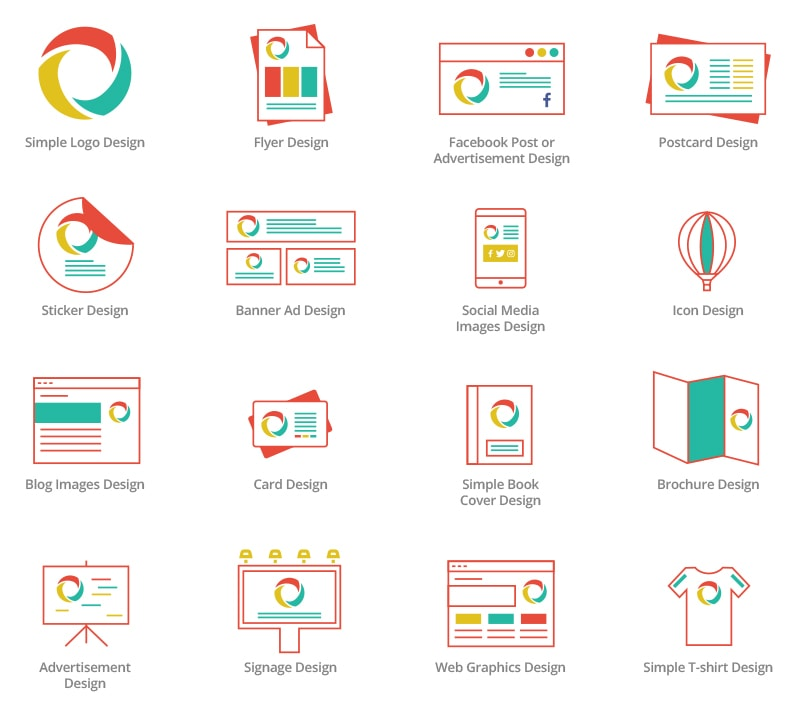 Simple Logo Design
Flyer Design
Facebook Post or
Advertisement Design
Postcard Design
Sticker Design
Banner Ad Design
Social Media
Images Design
Icon Design
Blog Images Design
Card Design
Simple Book
Cover Design
Brochure Design
Advertisement
Design
Signage Design
Web Graphics Design
Simple T-shirt Design